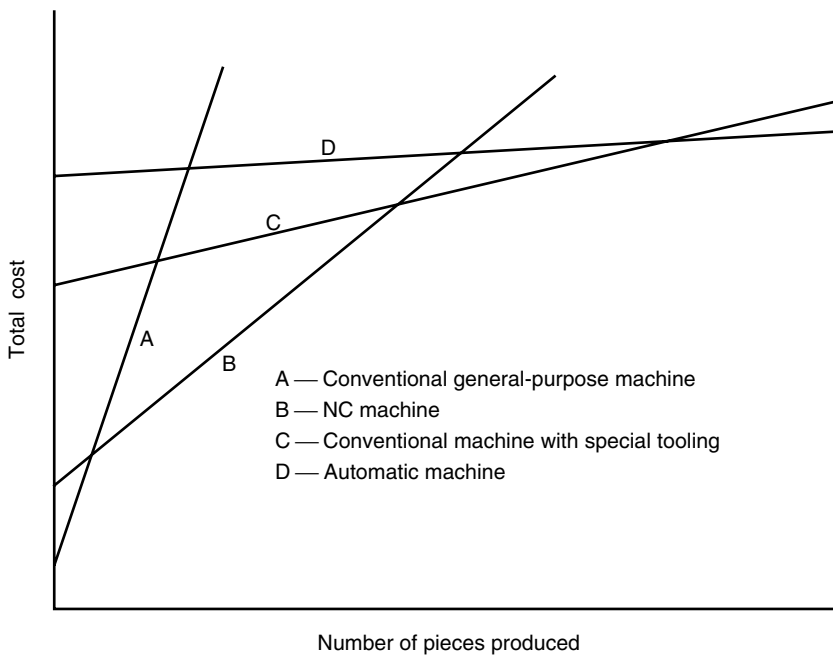 D
C
A
B
Total cost
A — Conventional general-purpose machine
B — NC machine
C — Conventional machine with special tooling
D — Automatic machine
Number of pieces produced